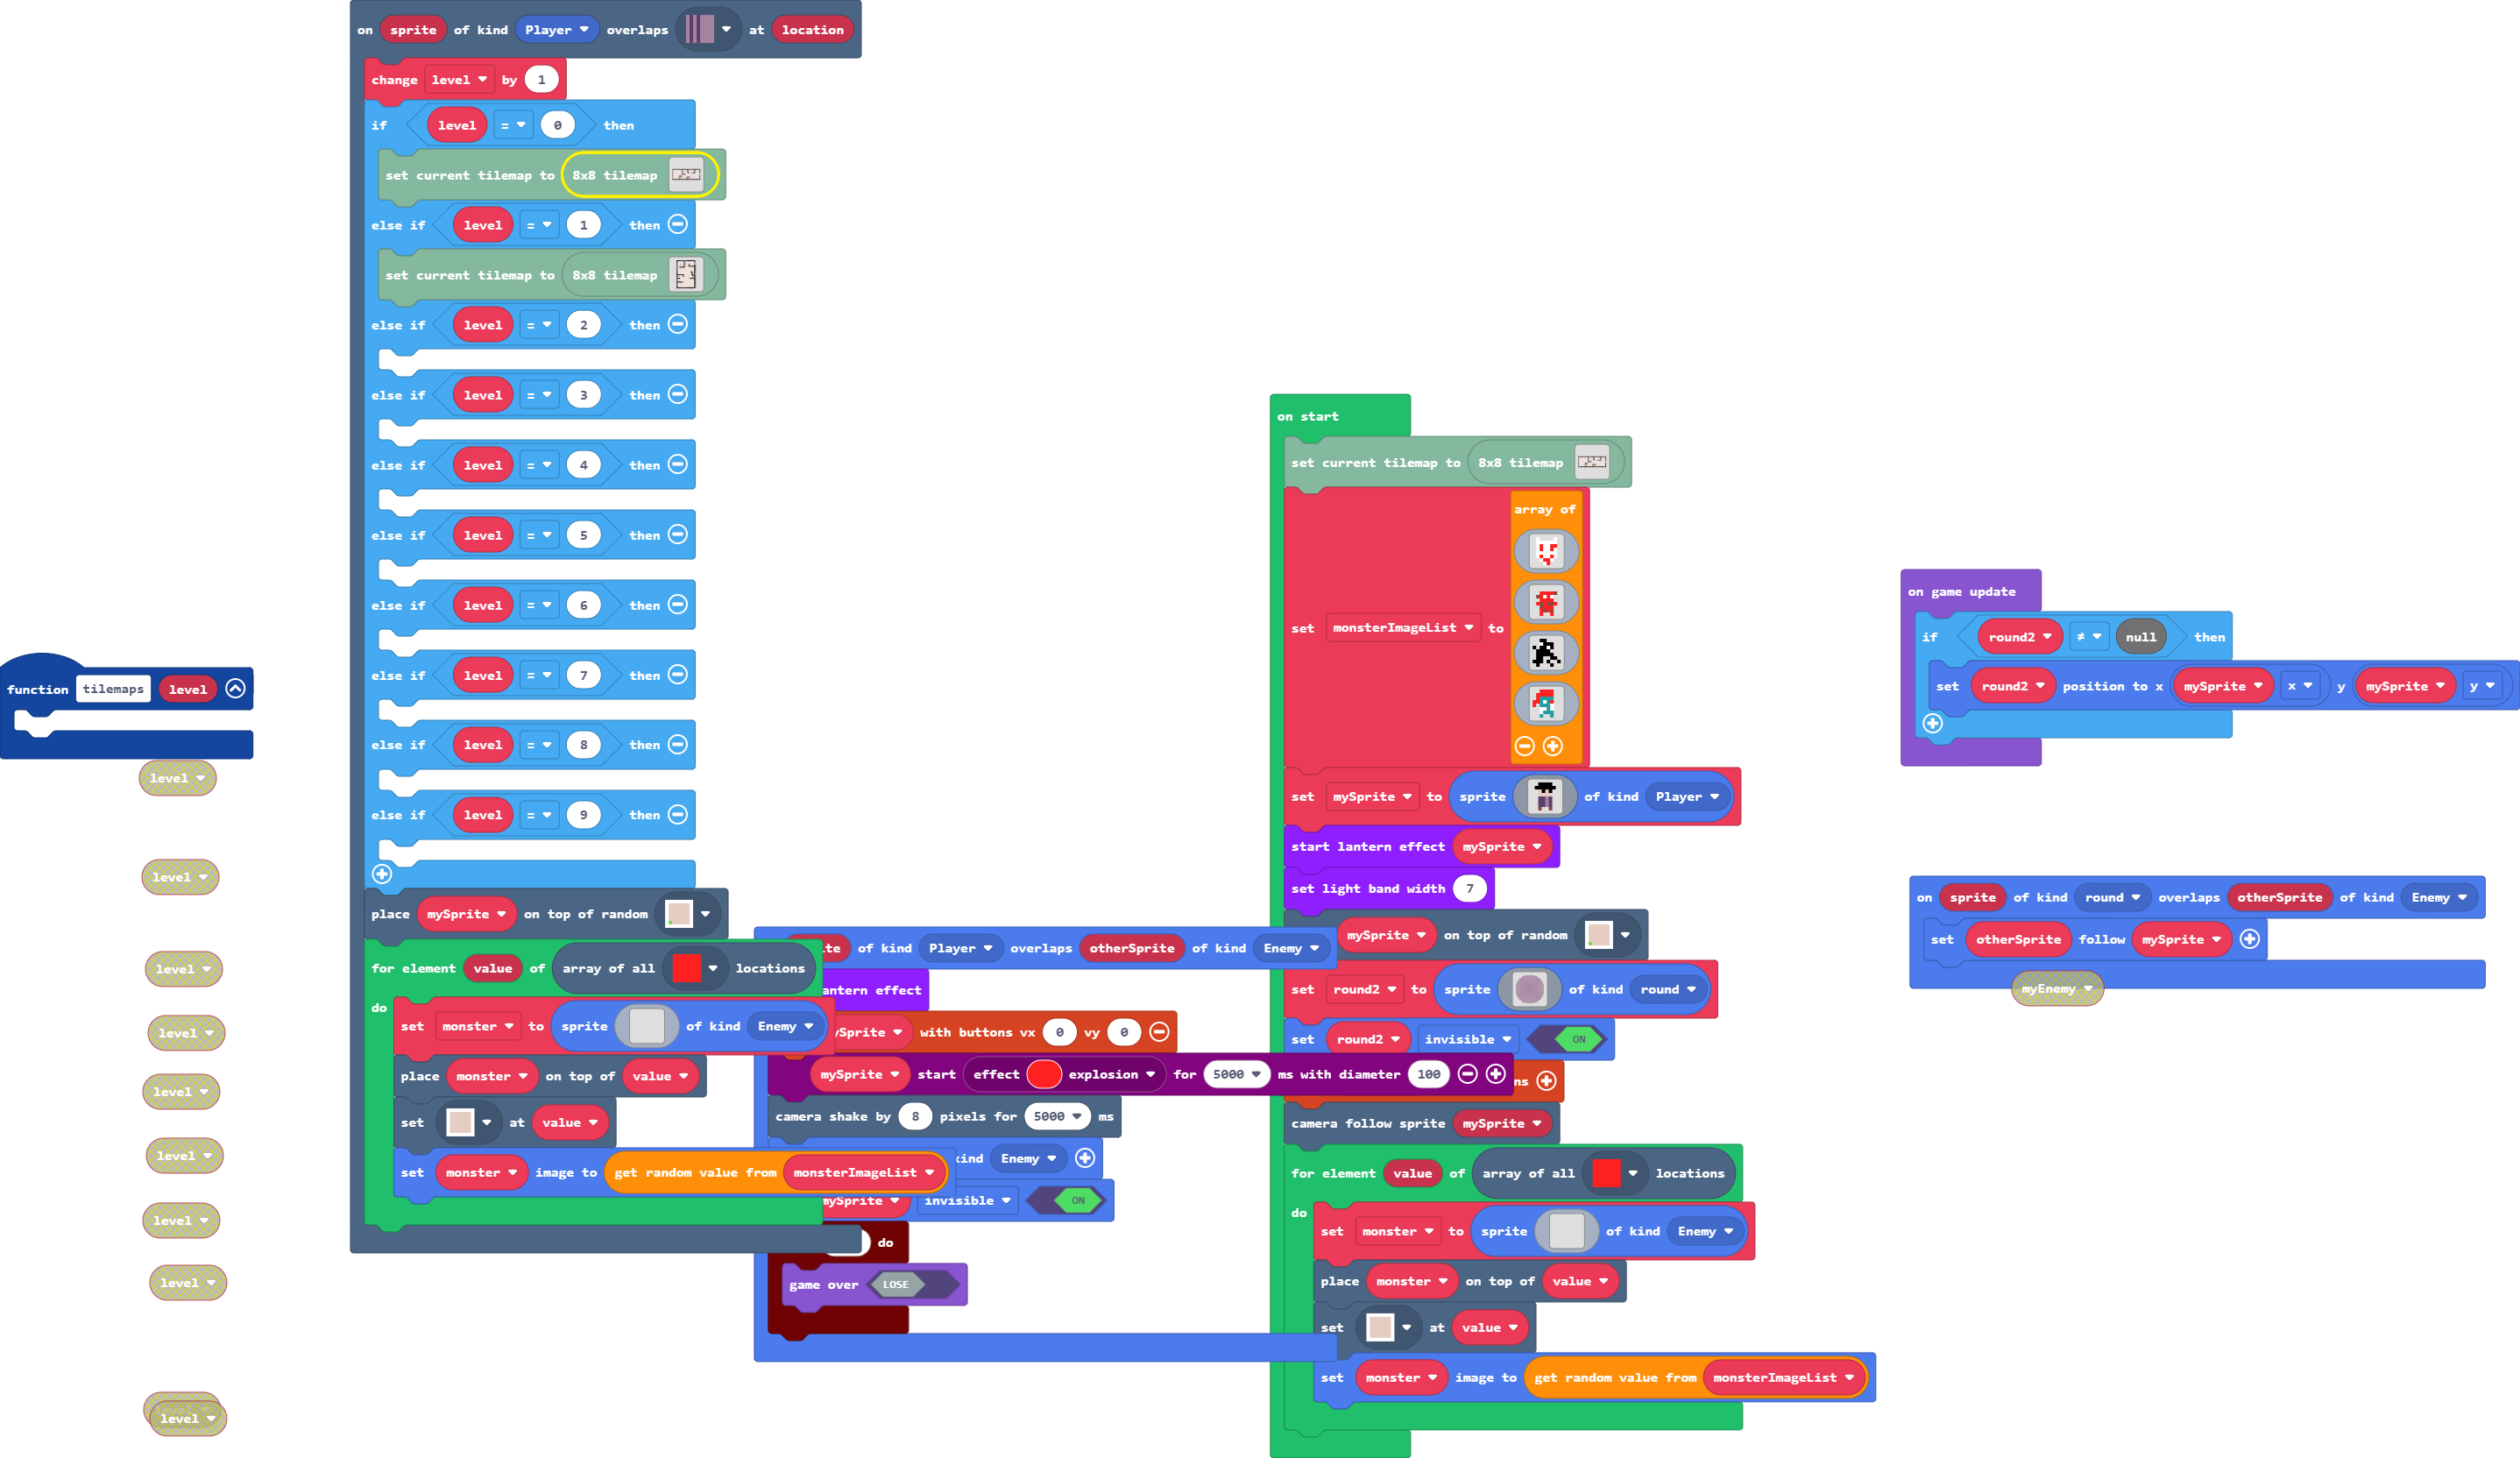 on sprite of kind Player overlaps at location
change level by 1
if level = 0 then
set current tilemap to 8x8 tilemap
else if level = 1 then
set current tilemap to 8x8 tilemap
else if level = 2 then
else if level = 3 then
else if level = 4 then
else if level = 5 then
else if level = 6 then
else if level = 7 then
else if level = 8 then
else if level = 9 then
place mySprite on top of random
for element value of array of all locations
do
set monster to sprite of kind Enemy
place monster on top of value
set at value
set monster image to get random value from monsterImageList
function tilemaps level
level
level
level
level
level
level
level
level
level
of kind Player overlaps otherSprite of kind Enemy
effect
with buttons vx 0 vy 0
mySprite start effect explosion for 5000 ms with diameter 100
camera shake by 8 pixels for 5000 ms
Enemy
mySprite invisible ON
do
game over LOSE
on start
set current tilemap to 8x8 tilemap
set monsterImageList to array of
set mySprite to sprite of kind Player
start lantern effect mySprite
set light band width 7
mySprite on top of random
set round2 to sprite of kind round
set round2 invisible ON
camera follow sprite mySprite
for element value of array of all locations
do
set monster to sprite of kind Enemy
place monster on top of value
set at value
set monster image to get random value from monsterImageList
on game update
if round2 ≠ null then
set round2 position to x mySprite x y mySprite y
on sprite of kind round overlaps otherSprite of kind Enemy
set otherSprite follow mySprite
myEnemy